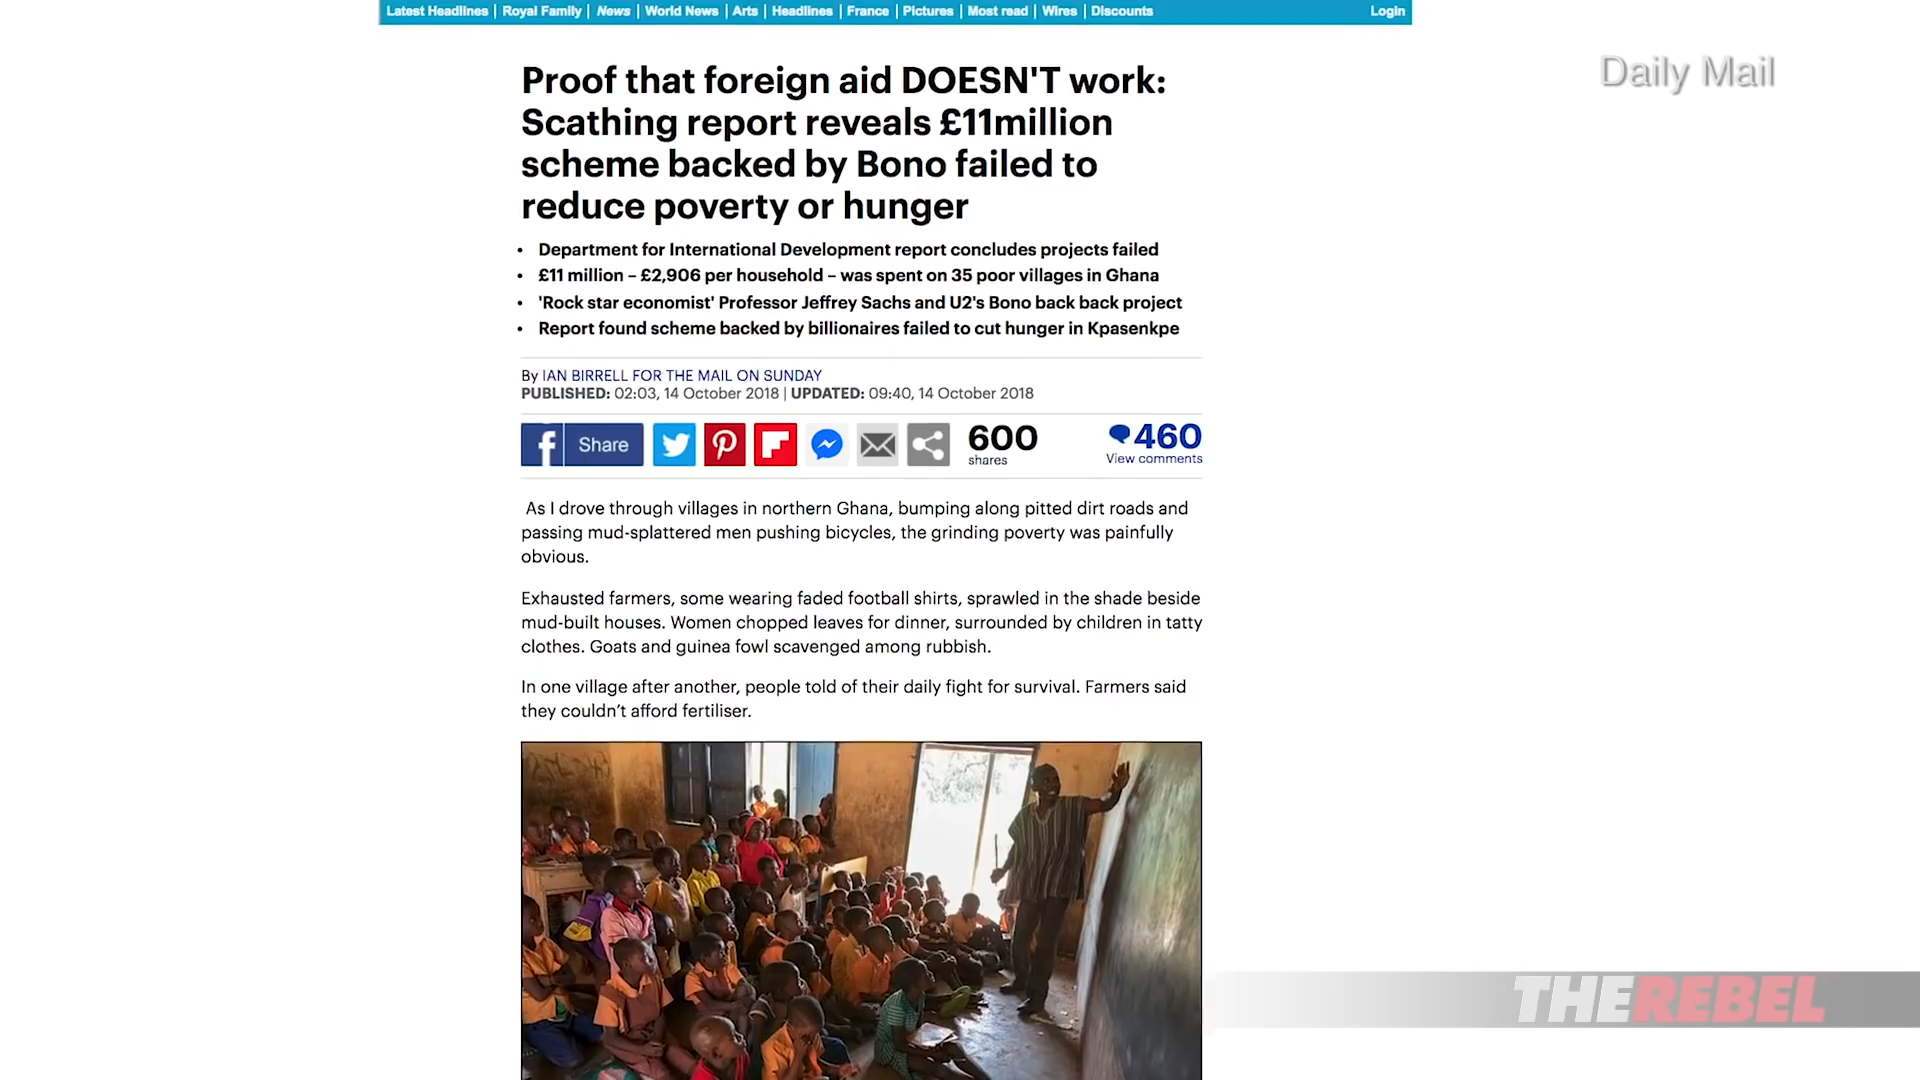 Latest Headlines | Royal Family | News | World News | Arts | Headlines | France | Pictures | Most read | Wires | Discounts Login
Daily Mail
Proof that foreign aid DOESN'T work:
Scathing report reveals £11million
scheme backed by Bono failed to
reduce poverty or hunger
• Department for International Development report concludes projects failed
• £11 million – £2,906 per household – was spent on 35 poor villages in Ghana
• 'Rock star economist' Professor Jeffrey Sachs and U2's Bono back back project
• Report found scheme backed by billionaires failed to cut hunger in Kpasenkpe
By IAN BIRRELL FOR THE MAIL ON SUNDAY
PUBLISHED: 02:03, 14 October 2018 | UPDATED: 09:40, 14 October 2018
Share
600
shares
460
View comments
As I drove through villages in northern Ghana, bumping along pitted dirt roads and
passing mud-splattered men pushing bicycles, the grinding poverty was painfully
obvious.
Exhausted farmers, some wearing faded football shirts, sprawled in the shade beside
mud-built houses. Women chopped leaves for dinner, surrounded by children in tatty
clothes. Goats and guinea fowl scavenged among rubbish.
In one village after another, people told of their daily fight for survival. Farmers said
they couldn't afford fertiliser.
THE REBEL